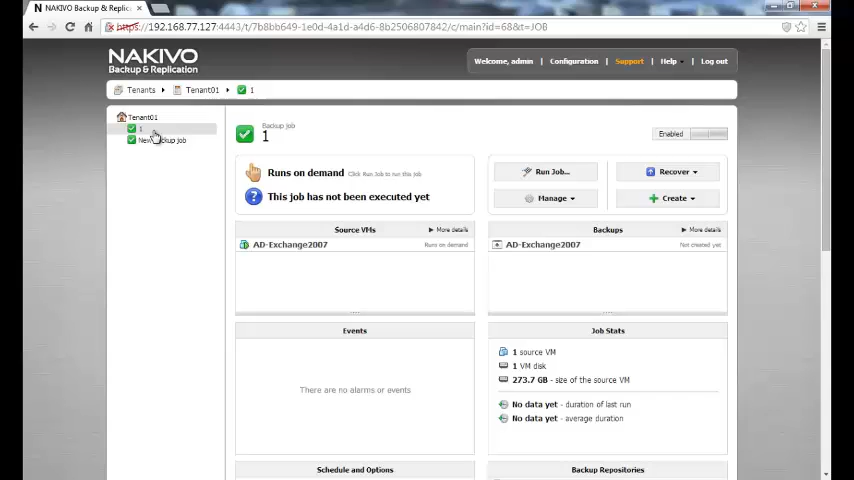 N NAKIVO Backup & Replic ×
https://192.168.77.127:4443/t/7b8bb649-1e0d-4a1d-a4d6-8b2506807842/c/main?id=68&t=JOB
NAKIVO
Backup & Replication
Welcome, admin Configuration Support Help Log out
Tenants Tenant01 1
Tenant01
1
New backup job
Backup job
1
Enabled
Runs on demand Click Run Job to run this job
This job has not been executed yet
Run Job... Recover
Manage Create
Source VMs More details
AD-Exchange2007 Runs on demand
Backups More details
AD-Exchange2007 Not created yet
Events
There are no alarms or events
Job Stats
1 source VM
1 VM disk
273.7 GB - size of the source VM
No data yet - duration of last run
No data yet - average duration
Schedule and Options
Backup Repositories